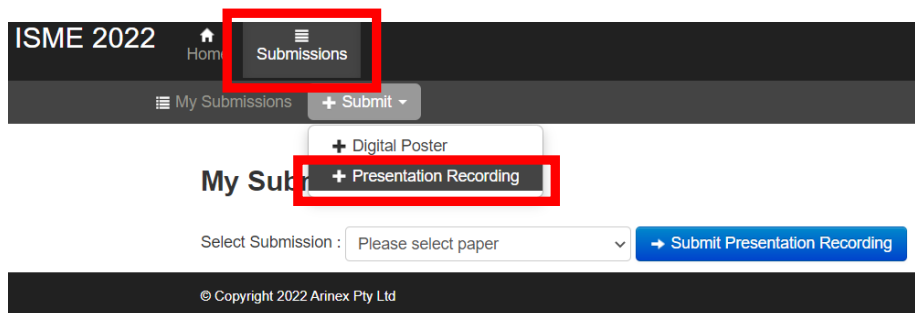 ISME 2022
Home
Submissions
My Submissions
+ Submit
+ Digital Poster
+ Presentation Recording
My Sub
Select Submission : Please select paper → Submit Presentation Recording
© Copyright 2022 Arinex Pty Ltd